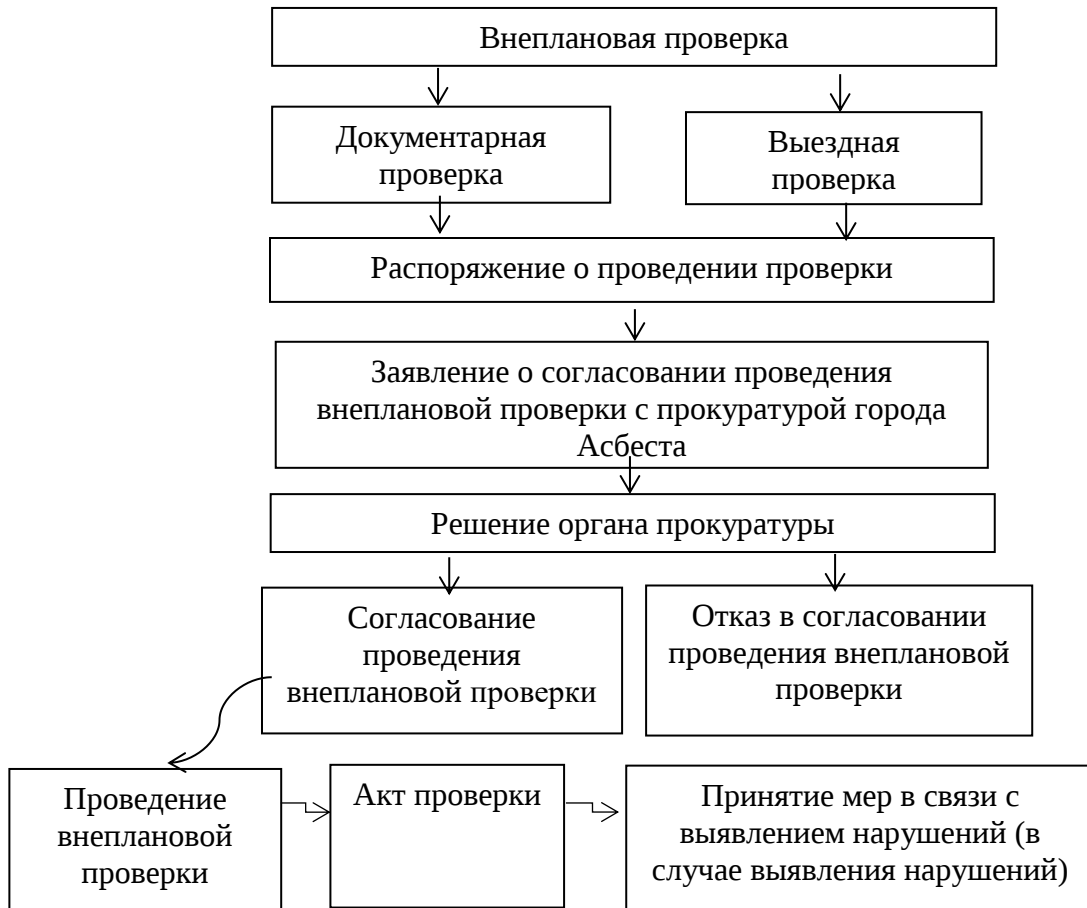 Внеплановая проверка
Документарная
проверка
Выездная
проверка
Распоряжение о проведении проверки
Заявление о согласовании проведения
внеплановой проверки с прокуратурой города
Асбеста
Решение органа прокуратуры
Согласование
проведения
внеплановой проверки
Отказ в согласовании
проведения внеплановой
проверки
Проведение
внеплановой
проверки
Акт проверки
Принятие мер в связи с
выявлением нарушений (в
случае выявления нарушений)